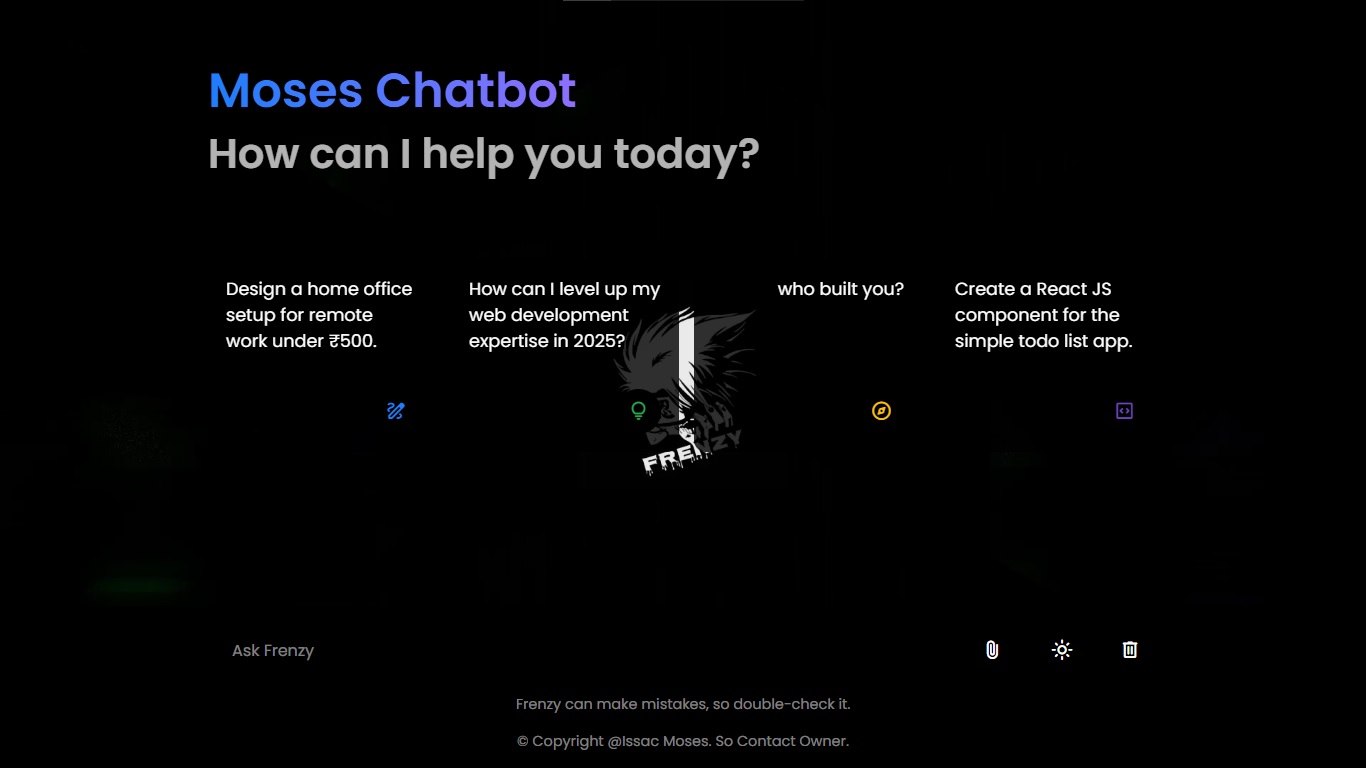 Moses Chatbot
How can I help you today?
Design a home office
setup for remote
work under ₹500.
How can I level up my
web development
expertise in 2025?
who built you?
Create a React JS
component for the
simple todo list app.
FRENZY
Ask Frenzy
Frenzy can make mistakes, so double-check it.
© Copyright @Issac Moses. So Contact Owner.